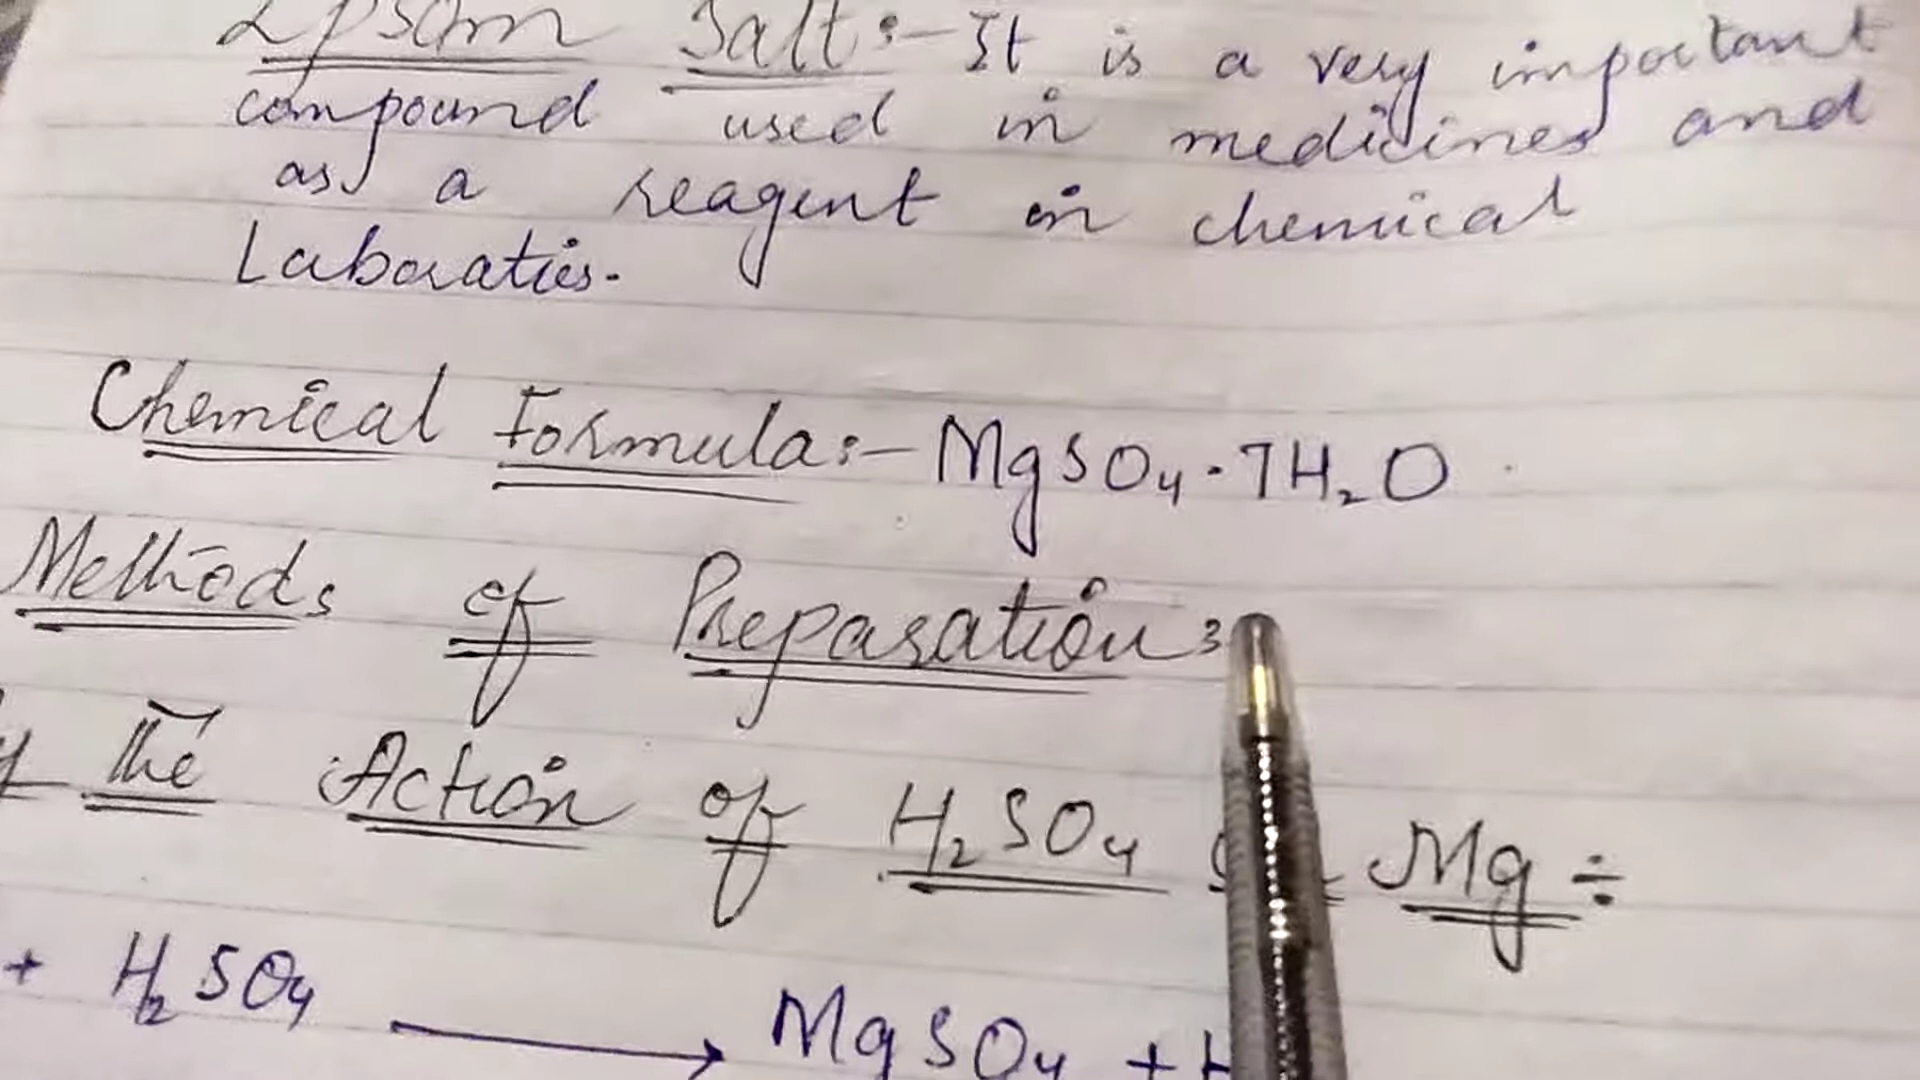 Epsom Salt:- It is a very important
compound used in medicines and
as a reagent in chemical
Laboraties.
Chemical Formula:- MgSO₄·7H₂O
Methods of Preparation:
the Action of H₂SO₄ Mg:
+ H₂SO₄ → MgSO₄ + H